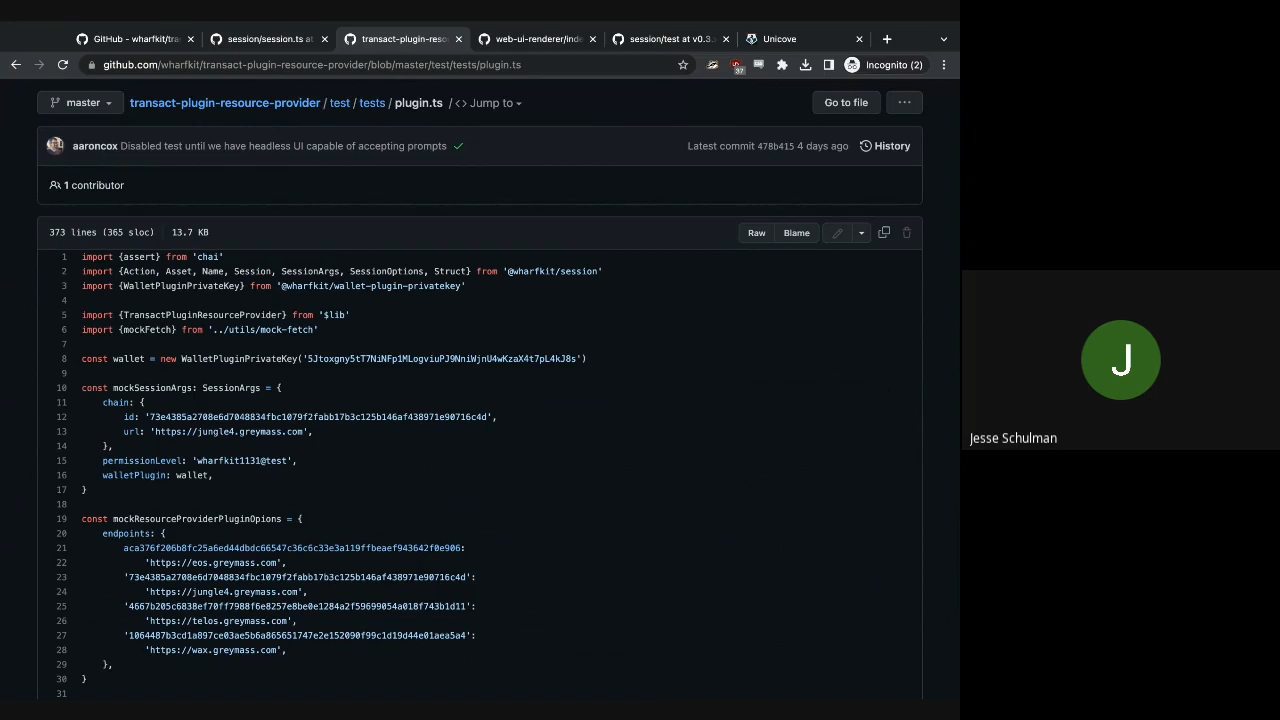 GitHub - wharfkit/tra
session/session.ts at
transact-plugin-reso
web-ui-renderer/inde
session/test at v0.3.
Unicove
github.com/wharfkit/transact-plugin-resource-provider/blob/master/test/tests/plugin.ts
37
Incognito (2)
master
transact-plugin-resource-provider / test / tests / plugin.ts / <> Jump to
Go to file
...
aaroncox Disabled test until we have headless UI capable of accepting prompts
Latest commit 478b415 4 days ago
History
1 contributor
373 lines (365 sloc) 13.7 KB
Raw
Blame
1 import {assert} from 'chai'
2 import {Action, Asset, Name, Session, SessionArgs, SessionOptions, Struct} from '@wharfkit/session'
3 import {WalletPluginPrivateKey} from '@wharfkit/wallet-plugin-privatekey'
4
5 import {TransactPluginResourceProvider} from '$lib'
6 import {mockFetch} from '../utils/mock-fetch'
7
8 const wallet = new WalletPluginPrivateKey('5Jtoxgny5tT7NiNFp1MLogviuPJ9NniWjnU4wKzaX4t7pL4kJ8s')
9
10 const mockSessionArgs: SessionArgs = {
11 chain: {
12 id: '73e4385a2708e6d7048834fbc1079f2fabb17b3c125b146af438971e90716c4d',
13 url: 'https://jungle4.greymass.com',
14 },
15 permissionLevel: 'wharfkit1131@test',
16 walletPlugin: wallet,
17 }
18
19 const mockResourceProviderPluginOpions = {
20 endpoints: {
21 aca376f206b8fc25a6ed44dbdc66547c36c6c33e3a119ffbeaef943642f0e906:
22 'https://eos.greymass.com',
23 '73e4385a2708e6d7048834fbc1079f2fabb17b3c125b146af438971e90716c4d':
24 'https://jungle4.greymass.com',
25 '4667b205c6838ef70ff7988f6e8257e8be0e1284a2f59699054a018f743b1d11':
26 'https://telos.greymass.com',
27 '1064487b3cd1a897ce03ae5b6a865651747e2e152090f99c1d19d44e01aea5a4':
28 'https://wax.greymass.com',
29 },
30 }
31
J
Jesse Schulman